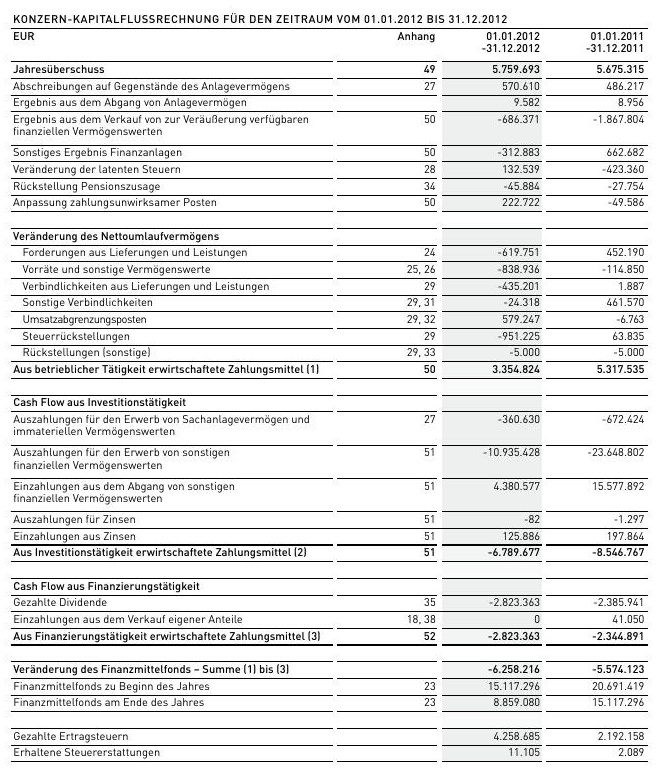 KONZERN-KAPITALFLUSSRECHNUNG FÜR DEN ZEITRAUM VOM 01.01.2012 BIS 31.12.2012
EUR Anhang 01.01.2012 01.01.2011
-31.12.2012 -31.12.2011
Jahresüberschuss 49 5.759.693 5.675.315
Abschreibungen auf Gegenstände des Anlagevermögens 27 570.610 486.217
Ergebnis aus dem Abgang von Anlagevermögen 9.582 8.956
Ergebnis aus dem Verkauf von zur Veräußerung verfügbaren 50 -686.371 -1.867.804
finanziellen Vermögenswerten
Sonstiges Ergebnis Finanzanlagen 50 -312.883 662.682
Veränderung der latenten Steuern 28 132.539 -423.360
Rückstellung Pensionszusage 34 -45.884 -27.754
Anpassung zahlungsunwirksamer Posten 50 222.722 -49.586
Veränderung des Nettoumlaufvermögens
Forderungen aus Lieferungen und Leistungen 24 -619.751 452.190
Vorräte und sonstige Vermögenswerte 25, 26 -838.936 -114.850
Verbindlichkeiten aus Lieferungen und Leistungen 29 -435.201 1.887
Sonstige Verbindlichkeiten 29, 31 -24.318 461.570
Umsatzabgrenzungsposten 29, 32 579.247 -6.763
Steuerrückstellungen 29 -951.225 63.835
Rückstellungen (sonstige) 29, 33 -5.000 -5.000
Aus betrieblicher Tätigkeit erwirtschaftete Zahlungsmittel (1) 50 3.354.824 5.317.535
Cash Flow aus Investitionstätigkeit
Auszahlungen für den Erwerb von Sachanlagevermögen und 27 -360.630 -672.424
immateriellen Vermögenswerten
Auszahlungen für den Erwerb von sonstigen 51 -10.935.428 -23.648.802
finanziellen Vermögenswerten
Einzahlungen aus dem Abgang von sonstigen 51 4.380.577 15.577.892
finanziellen Vermögenswerten
Auszahlungen für Zinsen 51 -82 -1.297
Einzahlungen aus Zinsen 51 125.886 197.864
Aus Investitionstätigkeit erwirtschaftete Zahlungsmittel (2) 51 -6.789.677 -8.546.767
Cash Flow aus Finanzierungstätigkeit
Gezahlte Dividende 35 -2.823.363 -2.385.941
Einzahlungen aus dem Verkauf eigener Anteile 18, 38 0 41.050
Aus Finanzierungstätigkeit erwirtschaftete Zahlungsmittel (3) 52 -2.823.363 -2.344.891
Veränderung des Finanzmittelfonds – Summe (1) bis (3) -6.258.216 -5.574.123
Finanzmittelfonds zu Beginn des Jahres 23 15.117.296 20.691.419
Finanzmittelfonds am Ende des Jahres 23 8.859.080 15.117.296
Gezahlte Ertragsteuern 4.258.685 2.192.158
Erhaltene Steuererstattungen 11.105 2.089